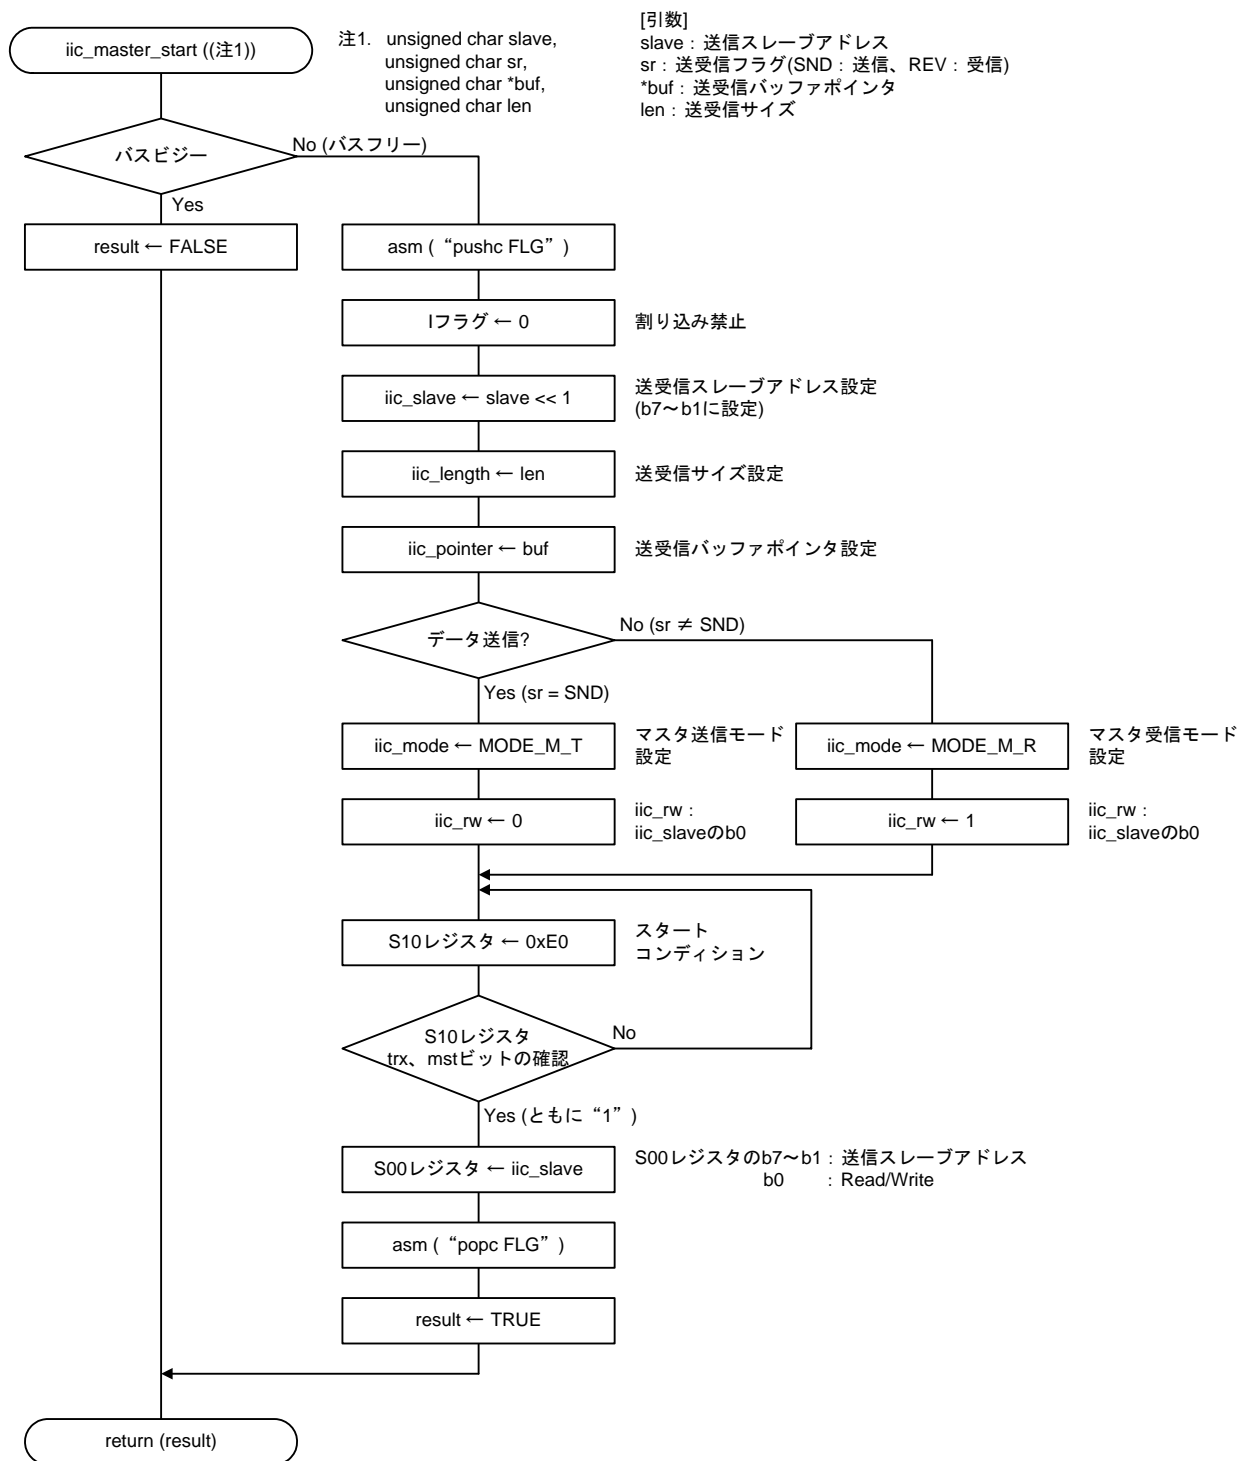 iic_master_start ((注1))
注1. unsigned char slave,
unsigned char sr,
unsigned char *buf,
unsigned char len
[引数]
slave：送信スレーブアドレス
sr：送受信フラグ(SND：送信、REV：受信)
*buf：送受信バッファポインタ
len：送受信サイズ
バスビジー
No (バスフリー)
Yes
result ← FALSE
asm (“pushc FLG”)
Iフラグ ← 0
割り込み禁止
iic_slave ← slave << 1
送受信スレーブアドレス設定
(b7～b1に設定)
iic_length ← len
送受信サイズ設定
iic_pointer ← buf
送受信バッファポインタ設定
データ送信?
No (sr ≠ SND)
Yes (sr = SND)
iic_mode ← MODE_M_T
マスタ送信モード
設定
iic_mode ← MODE_M_R
マスタ受信モード
設定
iic_rw ← 0
iic_rw：
iic_slaveのb0
iic_rw ← 1
iic_rw：
iic_slaveのb0
S10レジスタ ← 0xE0
スタート
コンディション
S10レジスタ
trx、mstビットの確認
No
Yes (ともに“1”)
S00レジスタ ← iic_slave
S00レジスタのb7～b1：送信スレーブアドレス
b0 ：Read/Write
asm (“popc FLG”)
result ← TRUE
return (result)